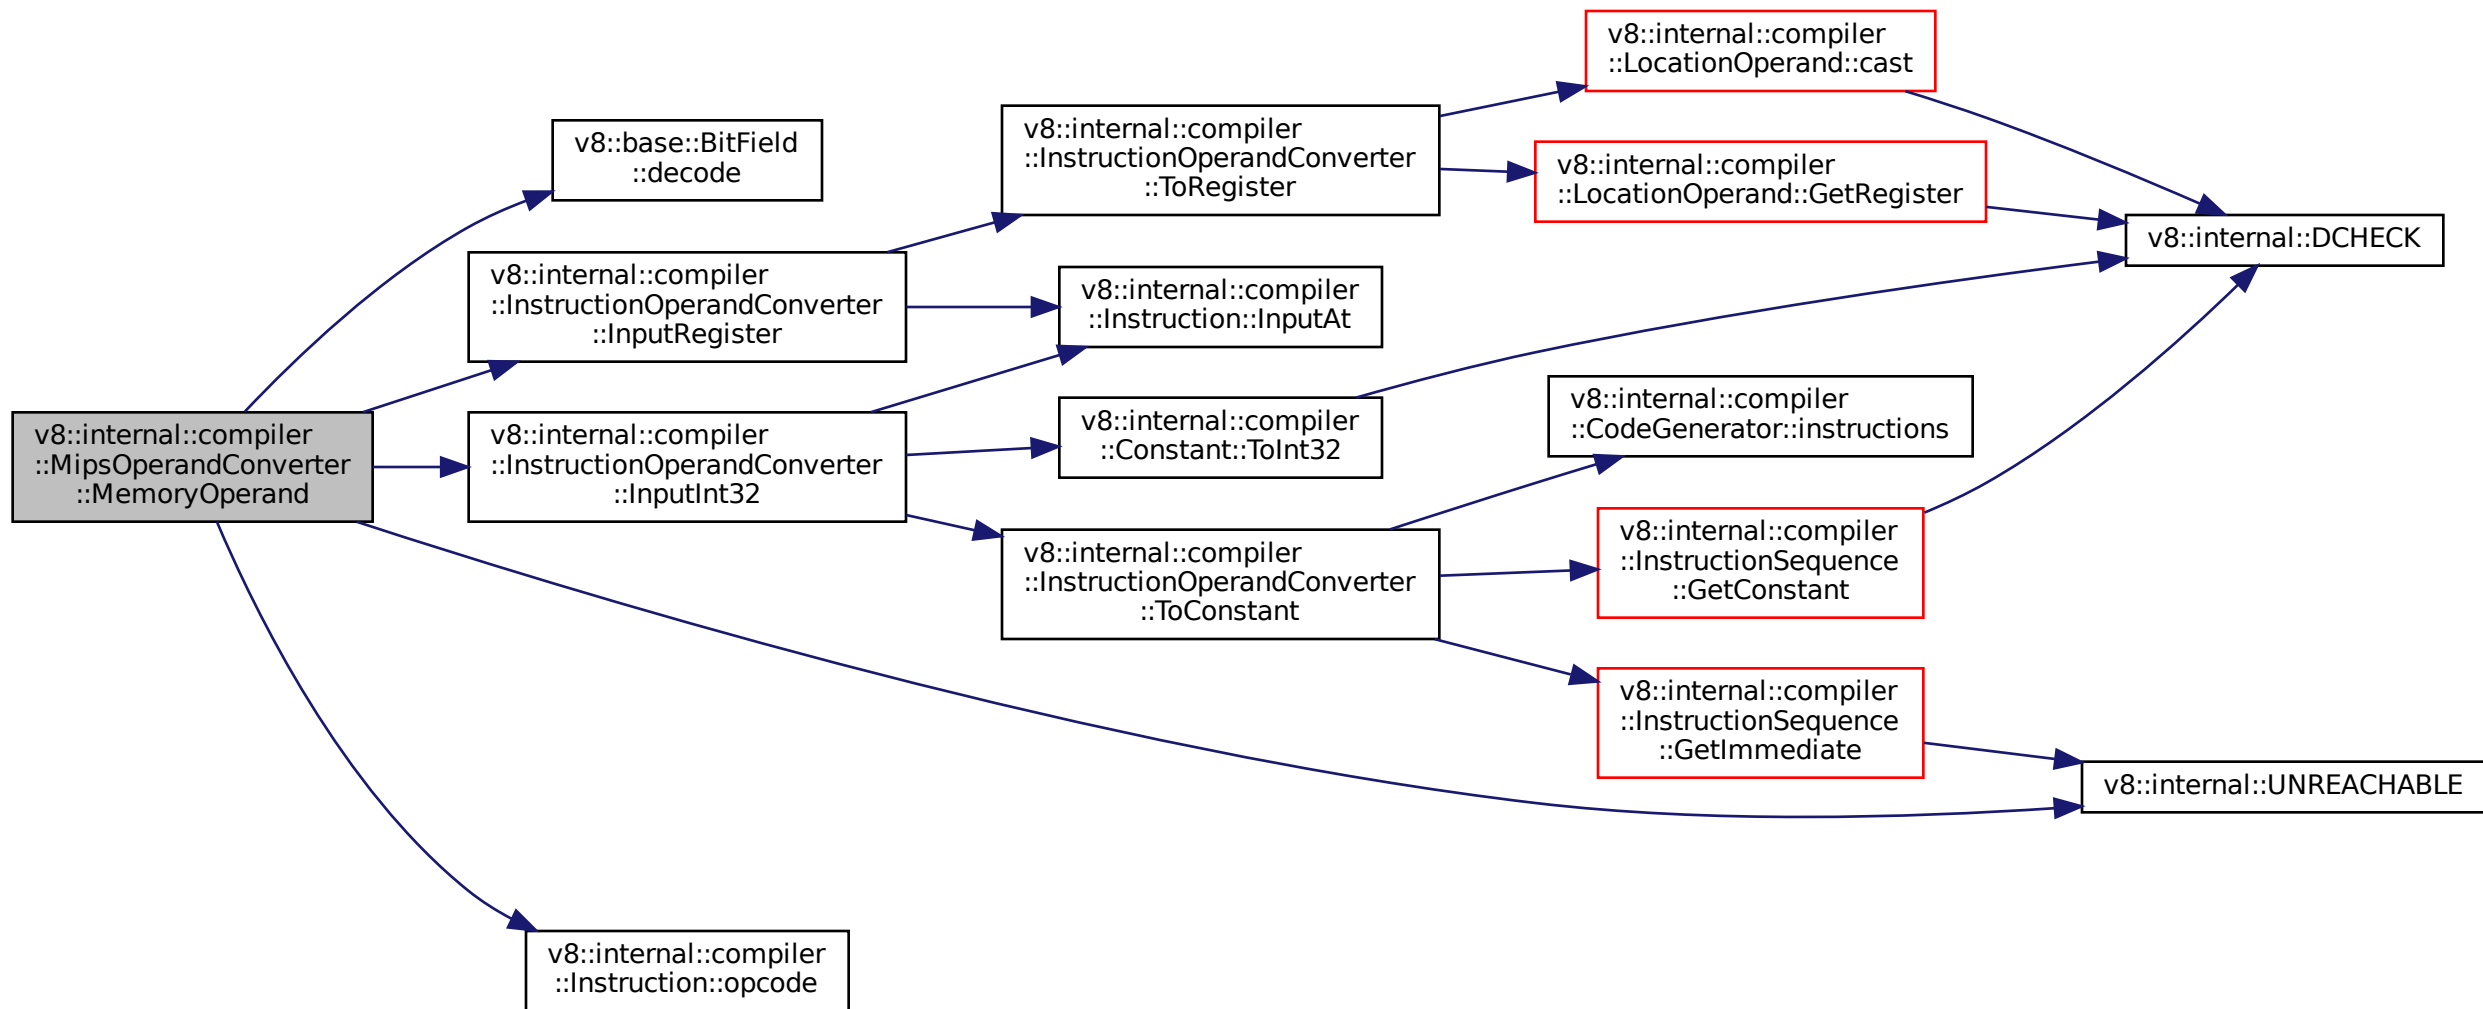 v8::internal::compiler
::MipsOperandConverter
::MemoryOperand
v8::base::BitField
::decode
v8::internal::compiler
::InstructionOperandConverter
::InputRegister
v8::internal::compiler
::InstructionOperandConverter
::InputInt32
v8::internal::compiler
::Instruction::opcode
v8::internal::compiler
::InstructionOperandConverter
::ToRegister
v8::internal::compiler
::Instruction::InputAt
v8::internal::compiler
::Constant::ToInt32
v8::internal::compiler
::InstructionOperandConverter
::ToConstant
v8::internal::compiler
::LocationOperand::cast
v8::internal::compiler
::LocationOperand::GetRegister
v8::internal::compiler
::CodeGenerator::instructions
v8::internal::compiler
::InstructionSequence
::GetConstant
v8::internal::compiler
::InstructionSequence
::GetImmediate
v8::internal::DCHECK
v8::internal::UNREACHABLE